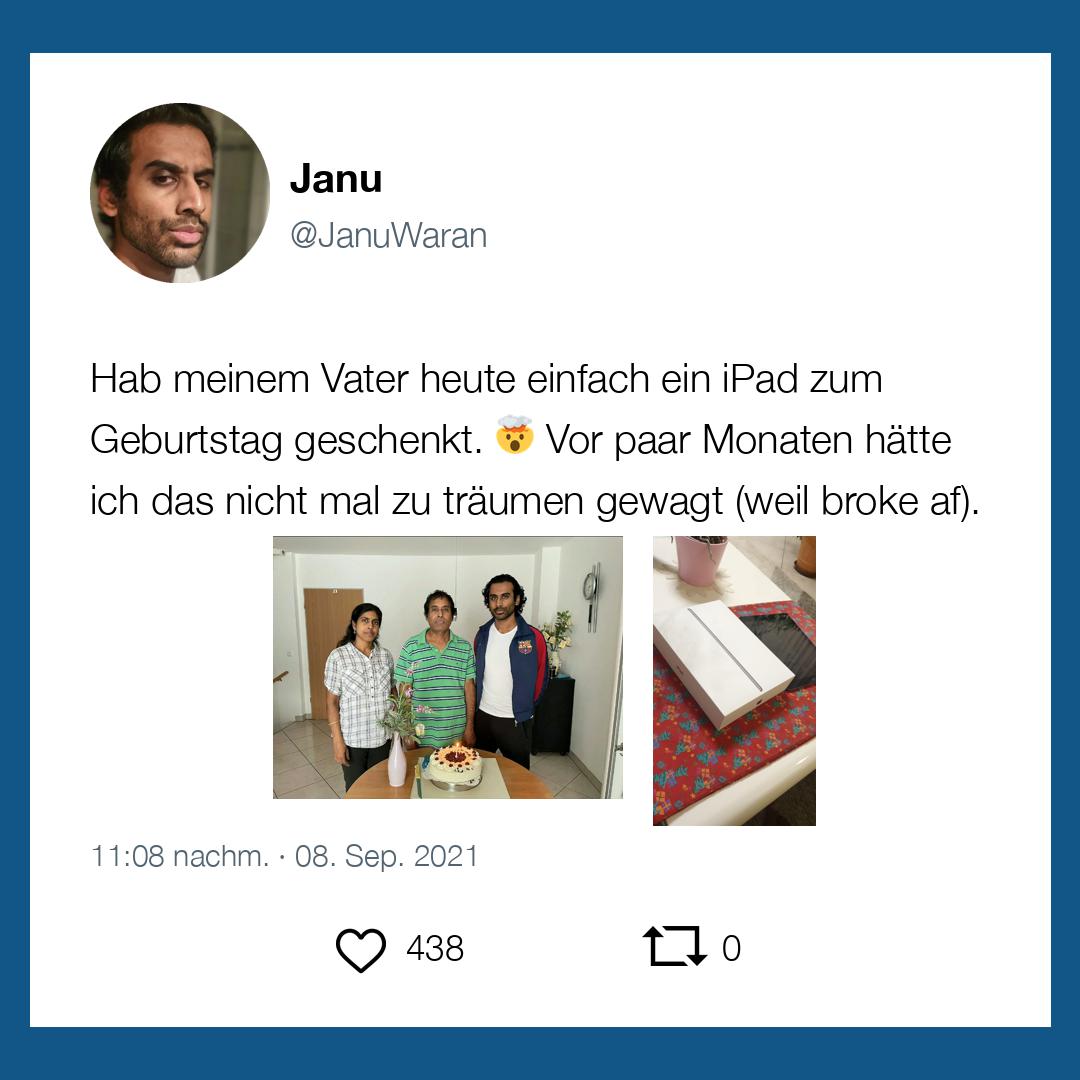 Janu
@JanuWaran
Hab meinem Vater heute einfach ein iPad zum
Geburtstag geschenkt. 🤯 Vor paar Monaten hätte
ich das nicht mal zu träumen gewagt (weil broke af).
11:08 nachm. · 08. Sep. 2021
438
0